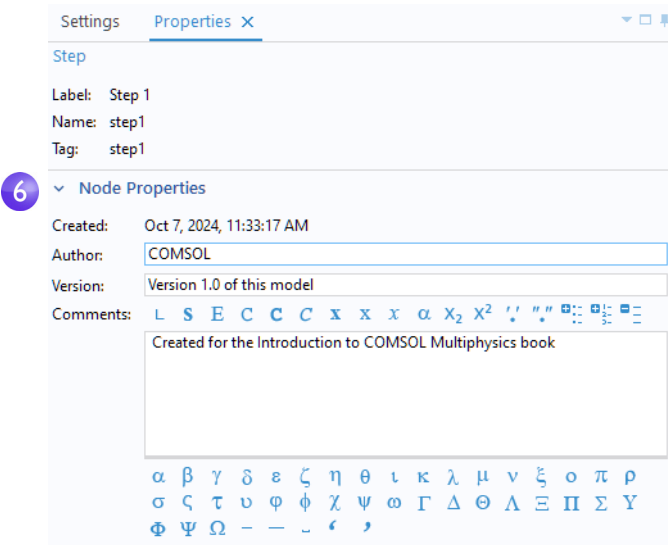 Settings Properties
Step
Label: Step 1
Name: step1
Tag: step1
6 Node Properties
Created: Oct 7, 2024, 11:33:17 AM
Author: COMSOL
Version: Version 1.0 of this model
Comments: L S E C C C x x x α X₂ X² '.' ".”
Created for the Introduction to COMSOL Multiphysics book
α β γ δ ε ζ η θ ι κ λ μ ν ξ ο π ρ
σ ς τ υ φ ϕ χ ψ ω Γ Δ Θ Λ Ξ Π Σ Υ
Φ Ψ Ω – — ˽ ‘ ’